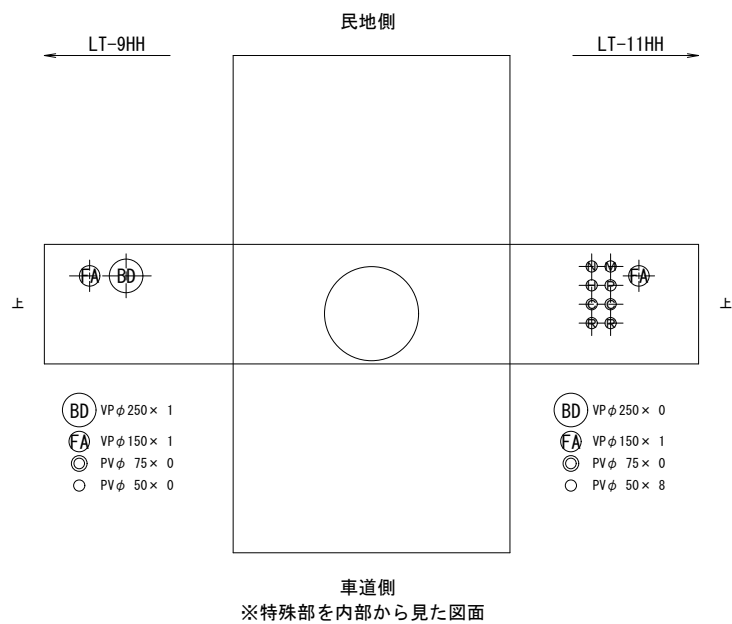 民地側
LT-9HH
LT-11HH
上
FA BD
N M FA
H P
C C
R R
上
BD VPφ250× 1
FA VPφ150× 1
PVφ 75× 0
PVφ 50× 0
BD VPφ250× 0
FA VPφ150× 1
PVφ 75× 0
PVφ 50× 8
車道側
※特殊部を内部から見た図面